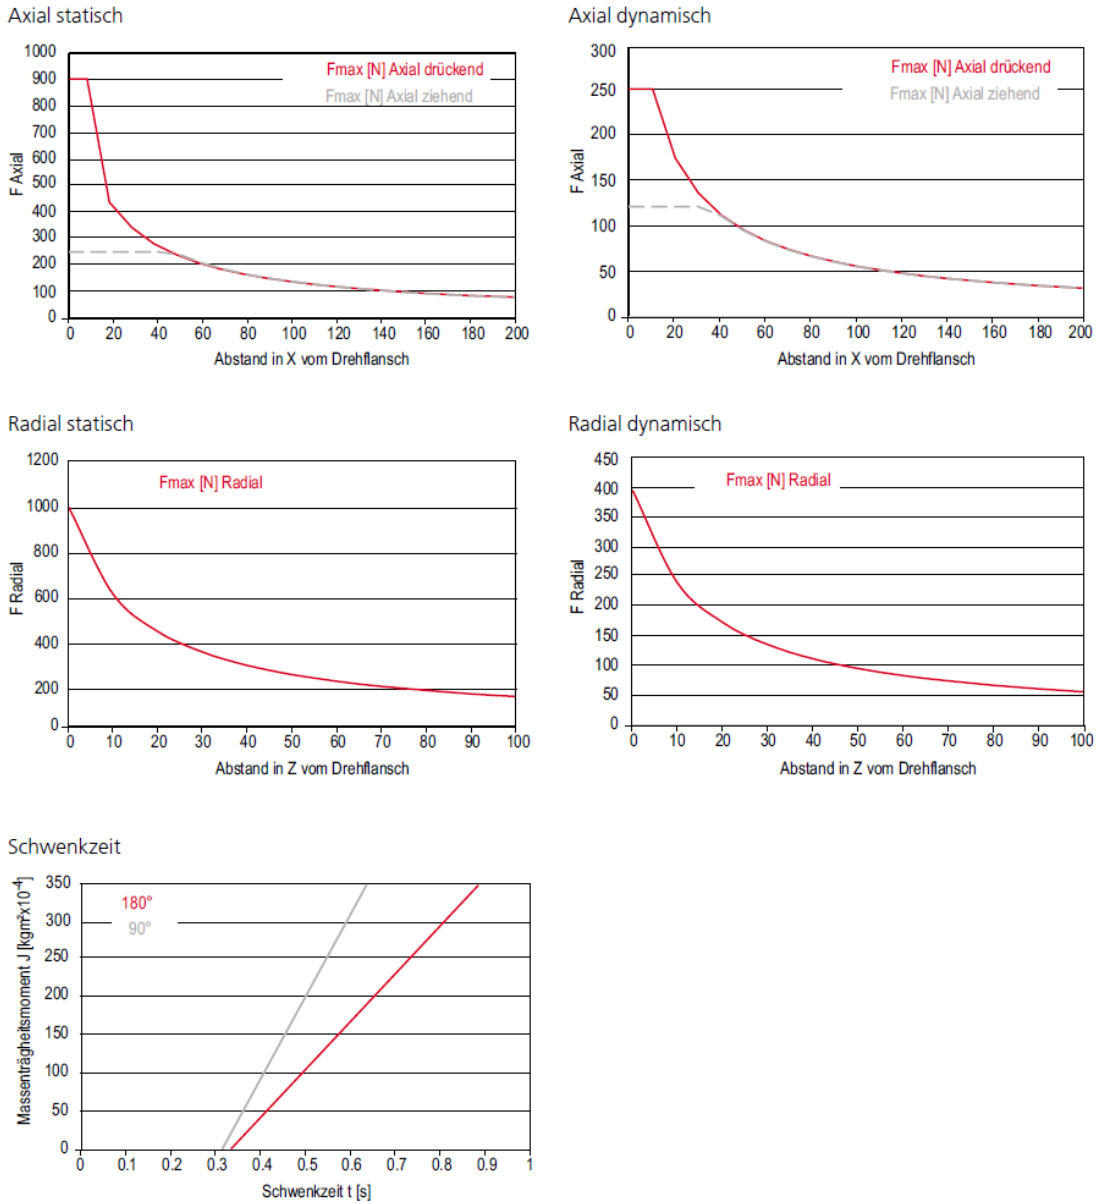 Axial statisch
1000
900
800
700
600
500
400
300
200
100
0
F Axial
Fmax [N] Axial drückend
Fmax [N] Axial ziehend
0 20 40 60 80 100 120 140 160 180 200
Abstand in X vom Drehflansch
Axial dynamisch
300
250
200
150
100
50
0
F Axial
Fmax [N] Axial drückend
Fmax [N] Axial ziehend
0 20 40 60 80 100 120 140 160 180 200
Abstand in X vom Drehflansch
Radial statisch
1200
1000
800
600
400
200
0
F Radial
Fmax [N] Radial
0 10 20 30 40 50 60 70 80 90 100
Abstand in Z vom Drehflansch
Radial dynamisch
450
400
350
300
250
200
150
100
50
0
F Radial
Fmax [N] Radial
0 10 20 30 40 50 60 70 80 90 100
Abstand in Z vom Drehflansch
Schwenkzeit
350
300
250
200
150
100
50
0
Massenträgheitsmoment J [kgm²x10⁻⁴]
180°
90°
0 0.1 0.2 0.3 0.4 0.5 0.6 0.7 0.8 0.9 1
Schwenkzeit t [s]